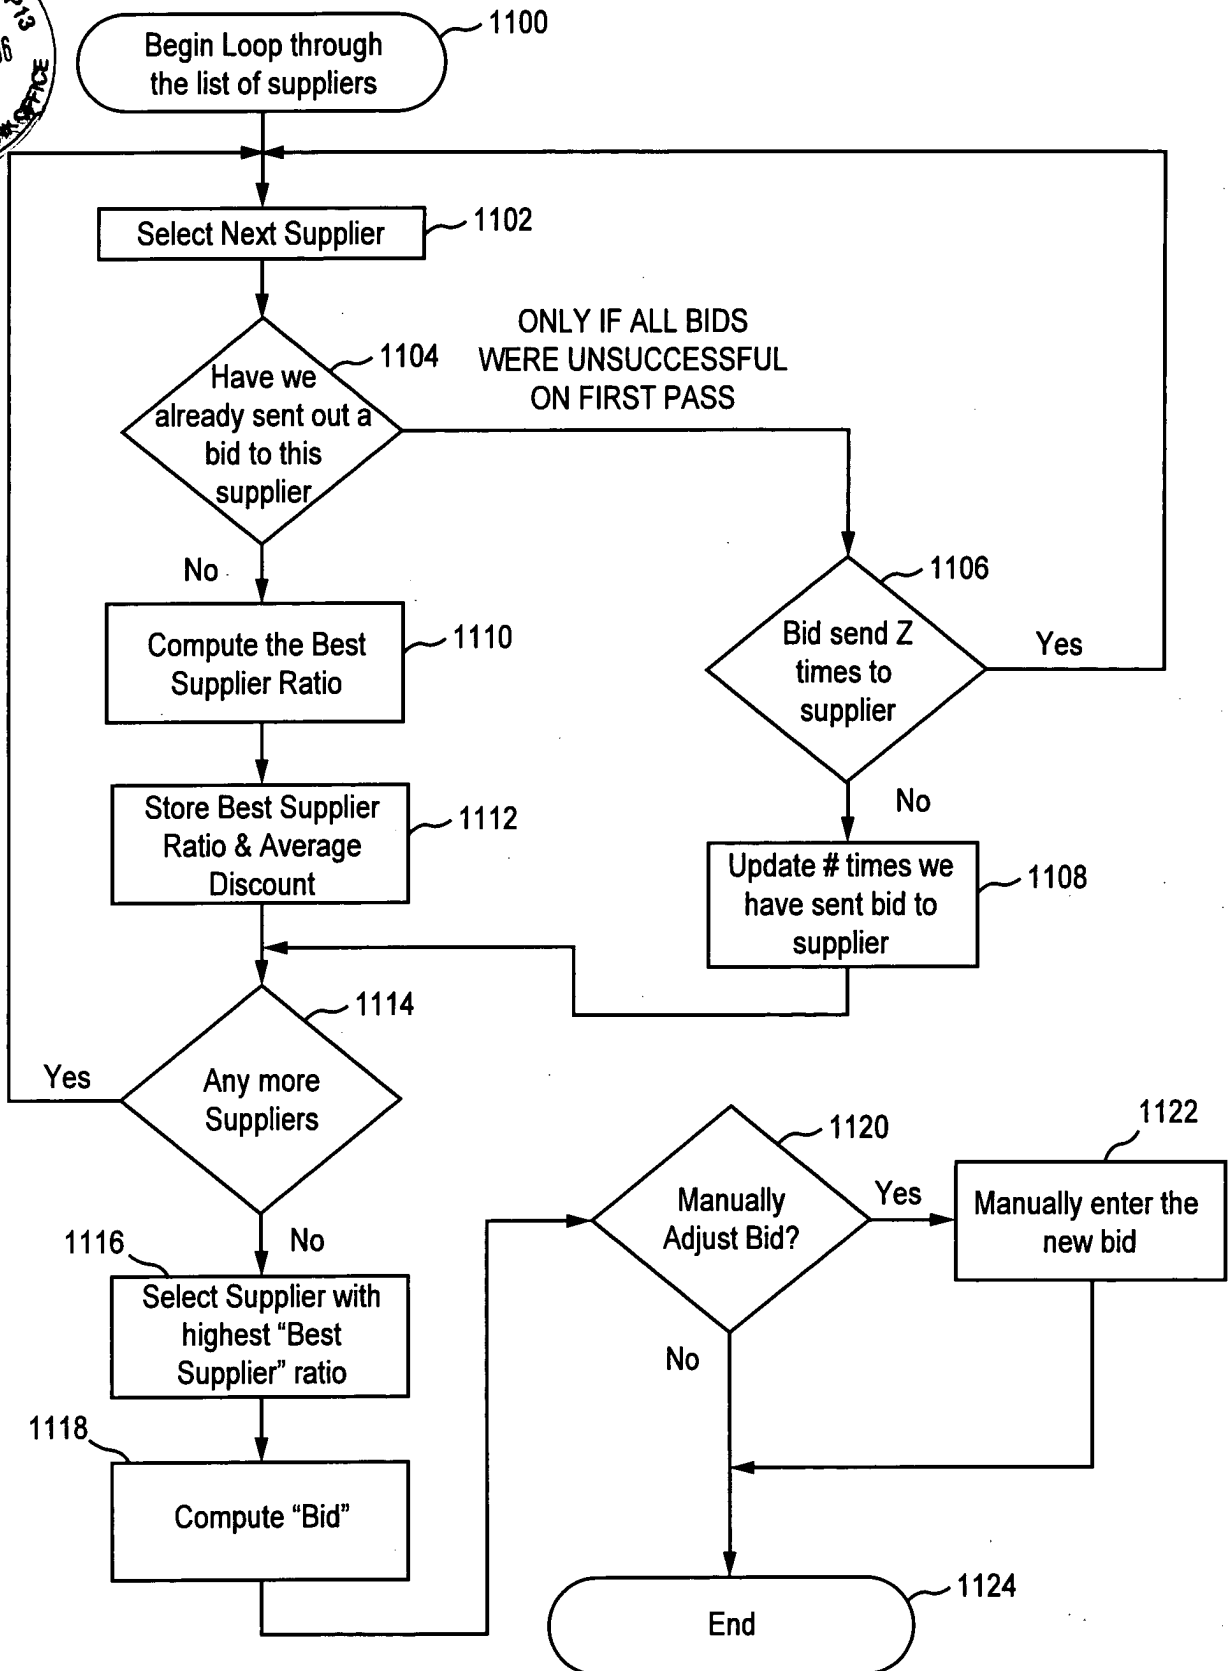 Begin Loop through
the list of suppliers
1100
Select Next Supplier
1102
ONLY IF ALL BIDS
WERE UNSUCCESSFUL
ON FIRST PASS
1104
Have we
already sent out a
bid to this
supplier
No
1106
Bid send Z
times to
supplier
Yes
Compute the Best
Supplier Ratio
1110
No
Store Best Supplier
Ratio & Average
Discount
1112
Update # times we
have sent bid to
supplier
1108
1114
Any more
Suppliers
Yes
No
1116
Select Supplier with
highest “Best
Supplier” ratio
1118
Compute “Bid”
1120
Manually
Adjust Bid?
Yes
1122
Manually enter the
new bid
No
1124
End